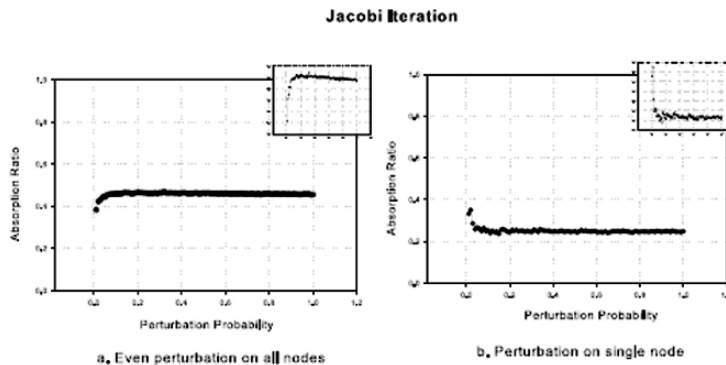 Jacobi Iteration
1.0
0.8
0.6
0.4
0.2
0.0
Absorption Ratio
0.0 0.2 0.4 0.6 0.8 1.0 1.2
Perturbation Probability
a. Even perturbation on all nodes
1.0
0.8
0.6
0.4
0.2
0.0
Absorption Ratio
0.0 0.2 0.4 0.6 0.8 1.0 1.2
Perturbation Probability
b. Perturbation on single node